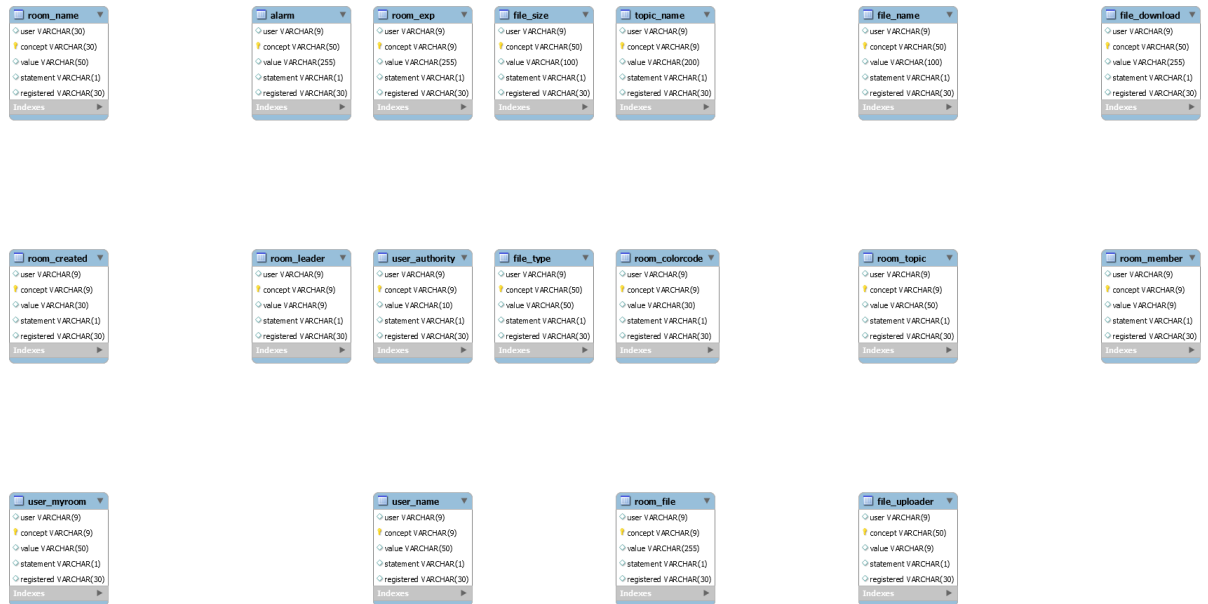 room_name
user VARCHAR(30)
concept VARCHAR(30)
value VARCHAR(50)
statement VARCHAR(1)
registered VARCHAR(30)
Indexes
alarm
user VARCHAR(9)
concept VARCHAR(50)
value VARCHAR(255)
statement VARCHAR(1)
registered VARCHAR(30)
Indexes
room_exp
user VARCHAR(9)
concept VARCHAR(9)
value VARCHAR(255)
statement VARCHAR(1)
registered VARCHAR(30)
Indexes
file_size
user VARCHAR(9)
concept VARCHAR(50)
value VARCHAR(100)
statement VARCHAR(1)
registered VARCHAR(30)
Indexes
topic_name
user VARCHAR(9)
concept VARCHAR(9)
value VARCHAR(200)
statement VARCHAR(1)
registered VARCHAR(30)
Indexes
file_name
user VARCHAR(9)
concept VARCHAR(50)
value VARCHAR(100)
statement VARCHAR(1)
registered VARCHAR(30)
Indexes
file_download
user VARCHAR(9)
concept VARCHAR(50)
value VARCHAR(255)
statement VARCHAR(1)
registered VARCHAR(30)
Indexes
room_created
user VARCHAR(9)
concept VARCHAR(9)
value VARCHAR(30)
statement VARCHAR(1)
registered VARCHAR(30)
Indexes
room_leader
user VARCHAR(9)
concept VARCHAR(9)
value VARCHAR(9)
statement VARCHAR(1)
registered VARCHAR(30)
Indexes
user_authority
user VARCHAR(9)
concept VARCHAR(9)
value VARCHAR(10)
statement VARCHAR(1)
registered VARCHAR(30)
Indexes
file_type
user VARCHAR(9)
concept VARCHAR(50)
value VARCHAR(50)
statement VARCHAR(1)
registered VARCHAR(30)
Indexes
room_colorcode
user VARCHAR(9)
concept VARCHAR(9)
value VARCHAR(30)
statement VARCHAR(1)
registered VARCHAR(30)
Indexes
room_topic
user VARCHAR(9)
concept VARCHAR(9)
value VARCHAR(50)
statement VARCHAR(1)
registered VARCHAR(30)
Indexes
room_member
user VARCHAR(9)
concept VARCHAR(9)
value VARCHAR(9)
statement VARCHAR(1)
registered VARCHAR(30)
Indexes
user_myroom
user VARCHAR(9)
concept VARCHAR(9)
value VARCHAR(50)
statement VARCHAR(1)
registered VARCHAR(30)
Indexes
user_name
user VARCHAR(9)
concept VARCHAR(9)
value VARCHAR(50)
statement VARCHAR(1)
registered VARCHAR(30)
Indexes
room_file
user VARCHAR(9)
concept VARCHAR(9)
value VARCHAR(255)
statement VARCHAR(1)
registered VARCHAR(30)
Indexes
file_uploader
user VARCHAR(9)
concept VARCHAR(50)
value VARCHAR(9)
statement VARCHAR(1)
registered VARCHAR(30)
Indexes